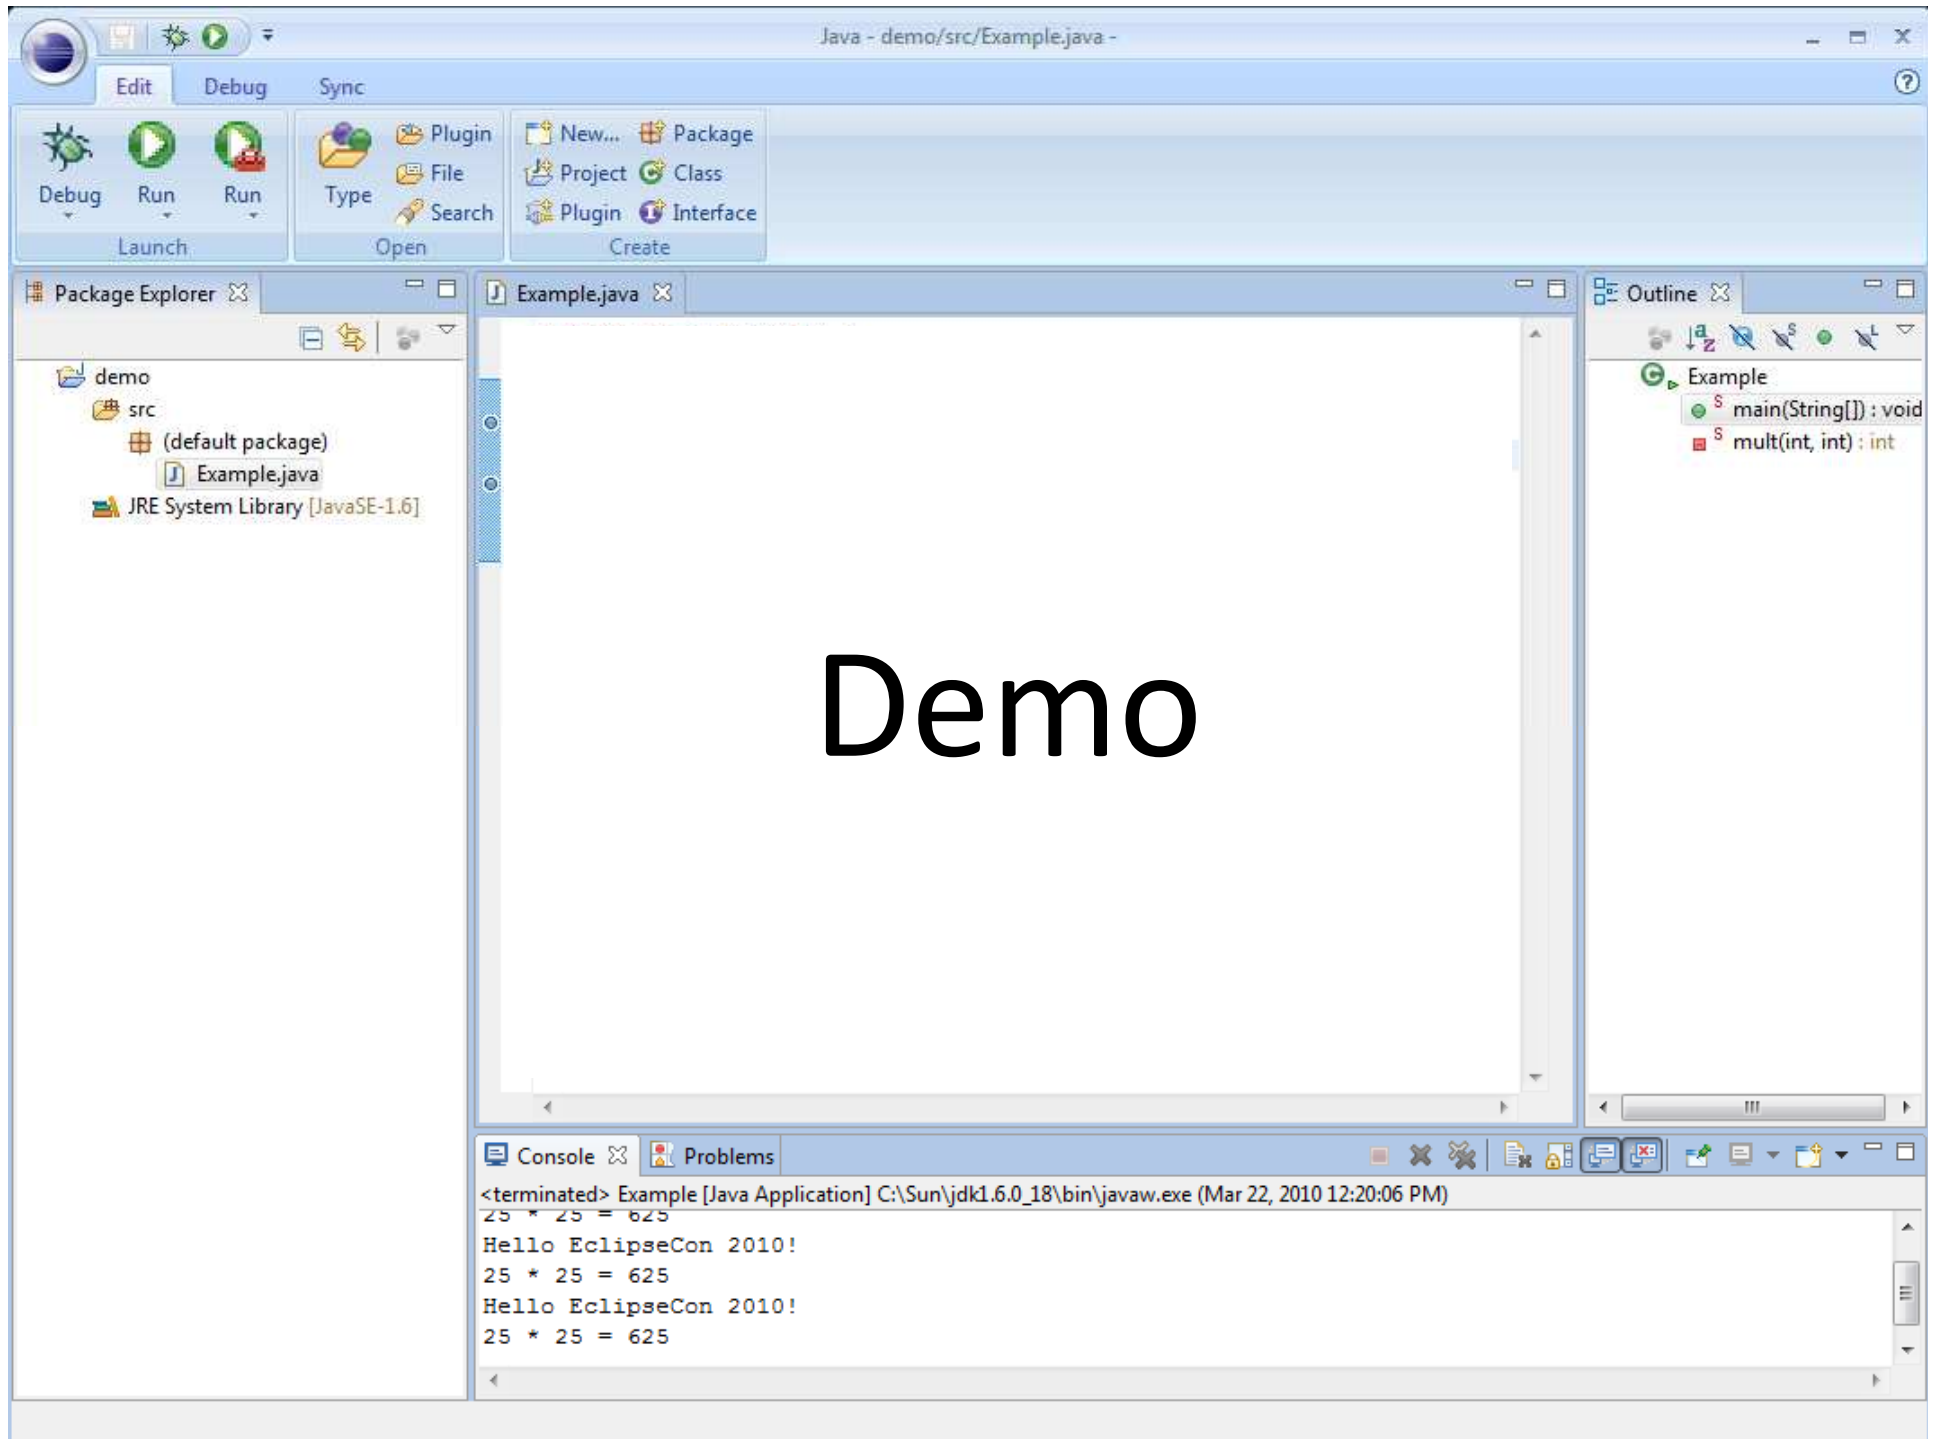 Java - demo/src/Example.java -
Edit Debug Sync
Debug Run Run
Launch
Type
Plugin
File
Search
Open
New... Package
Project Class
Plugin Interface
Create
Package Explorer
demo
src
(default package)
Example.java
JRE System Library [JavaSE-1.6]
Example.java
Demo
Outline
Example
main(String[]) : void
mult(int, int) : int
Console Problems
<terminated> Example [Java Application] C:\Sun\jdk1.6.0_18\bin\javaw.exe (Mar 22, 2010 12:20:06 PM)
25 * 25 = 625
Hello EclipseCon 2010!
25 * 25 = 625
Hello EclipseCon 2010!
25 * 25 = 625